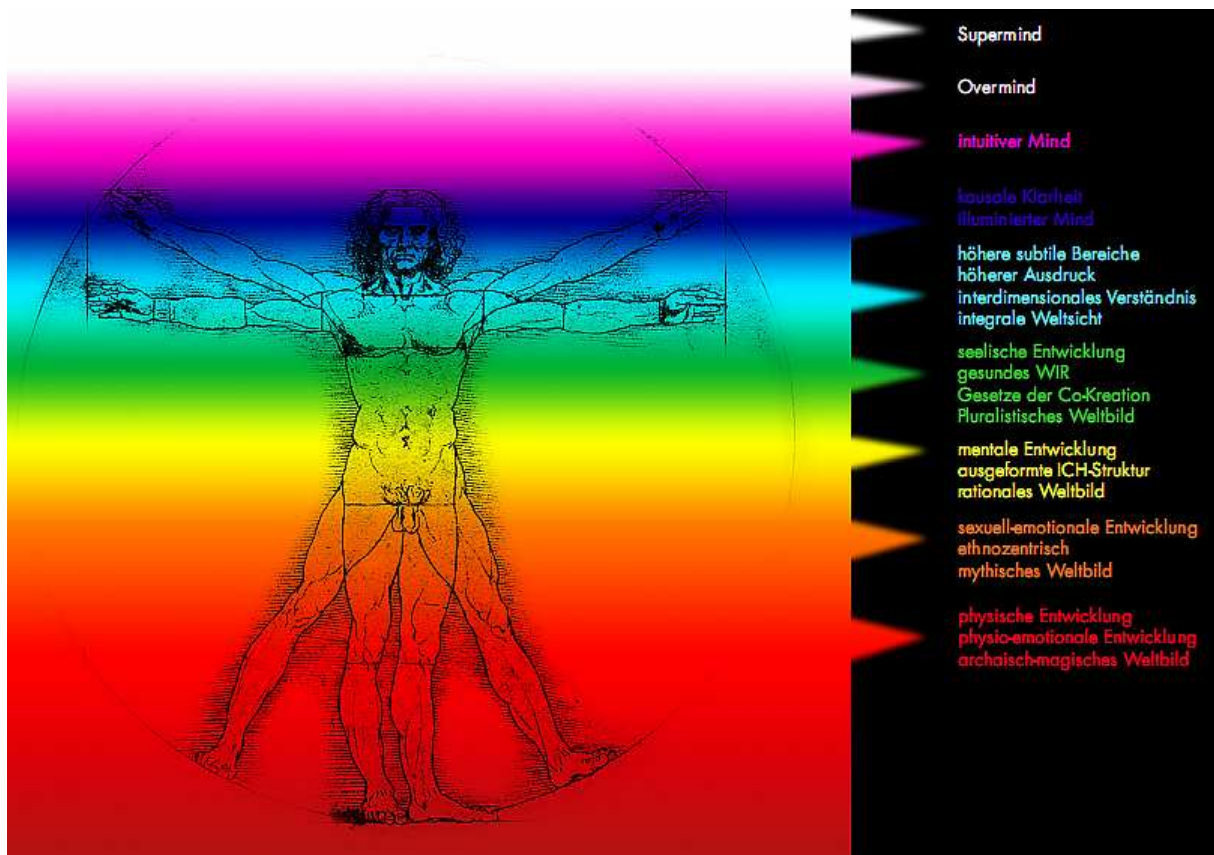 Supermind
Overmind
intuitiver Mind
kausale Klarheit
illuminierter Mind
höhere subtile Bereiche
höherer Ausdruck
interdimensionales Verständnis
integrale Weltsicht
seelische Entwicklung
gesundes WIR
Gesetze der Co-Kreation
Pluralistisches Weltbild
mentale Entwicklung
ausgeformte ICH-Struktur
rationales Weltbild
sexuell-emotionale Entwicklung
ethnozentrisch
mythisches Weltbild
physische Entwicklung
physio-emotionale Entwicklung
archaisch-magisches Weltbild